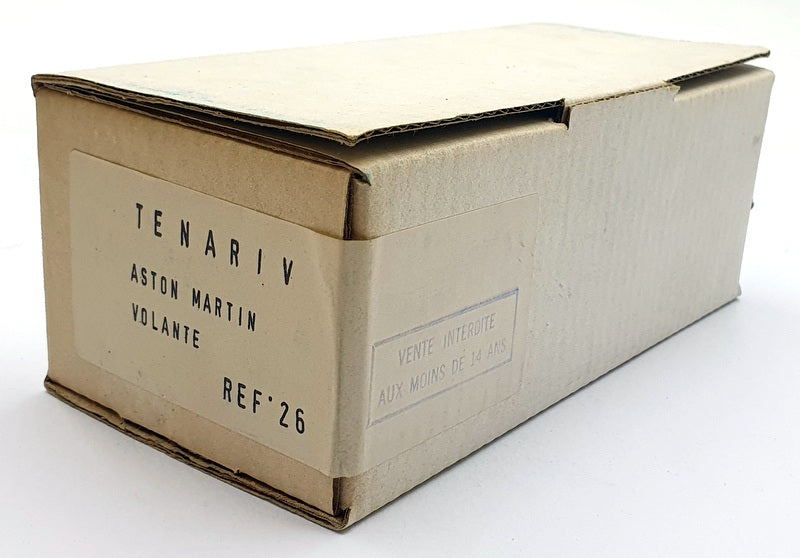 TENARIV
ASTON MARTIN
VOLANTE
REF·26
VENTE INTERDITE
AUX MOINS DE 14 ANS